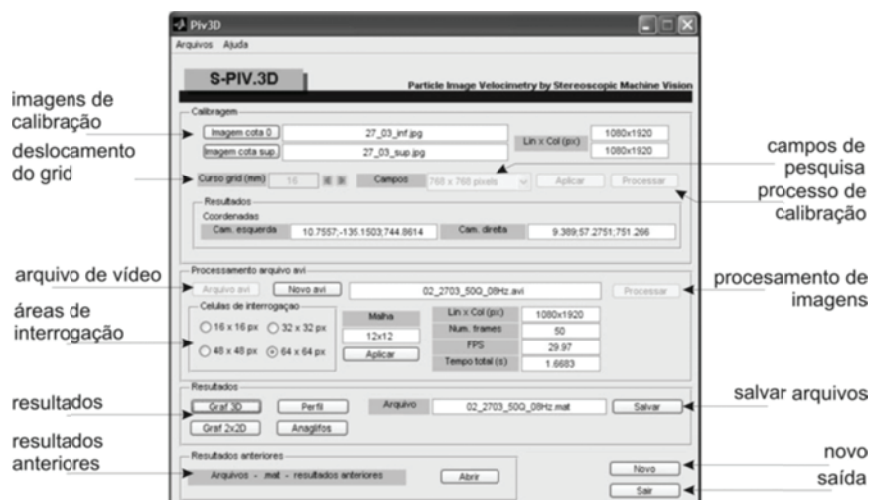 Piv3D
Arquivos Ajuda
S-PIV.3D
Particle Image Velocimetry by Stereoscopic Machine Vision
imagens de
calibração
deslocamento
do grid
Calibragem
Imagem cota 0
27_03_inf.jpg
Lin x Col (px)
1080x1920
Imagem cota sup.
27_03_sup.jpg
1080x1920
campos de
pesquisa
processo de
calibração
Curso grid (mm)
16
Campos
768 x 768 pixels
Aplicar
Processar
Resultados
Coordenadas
Cam. esquerda
10.7557;-135.1503;744.8614
Cam. direita
9.389;57.2751;751.266
arquivo de vídeo
áreas de
interrogação
Processamento arquivo avi
Arquivo avi
Novo avi
02_2703_50Q_08Hz.avi
Processar
procesamento de
imagens
Celulas de interrogaçao
16 x 16 px
32 x 32 px
48 x 48 px
64 x 64 px
Malha
12x12
Aplicar
Lin x Col (px)
1080x1920
Num. frames
50
FPS
29.97
Tempo total (s)
1.6683
resultados
Resultados
Graf 3D
Perfil
Arquivo
02_2703_50Q_08Hz.mat
Salvar
salvar arquivos
Graf 2x2D
Anaglifos
resultados
anteriores
Resultados anteriores
Arquivos - .mat - resultados anteriores
Abrir
Novo
novo
Sair
saída